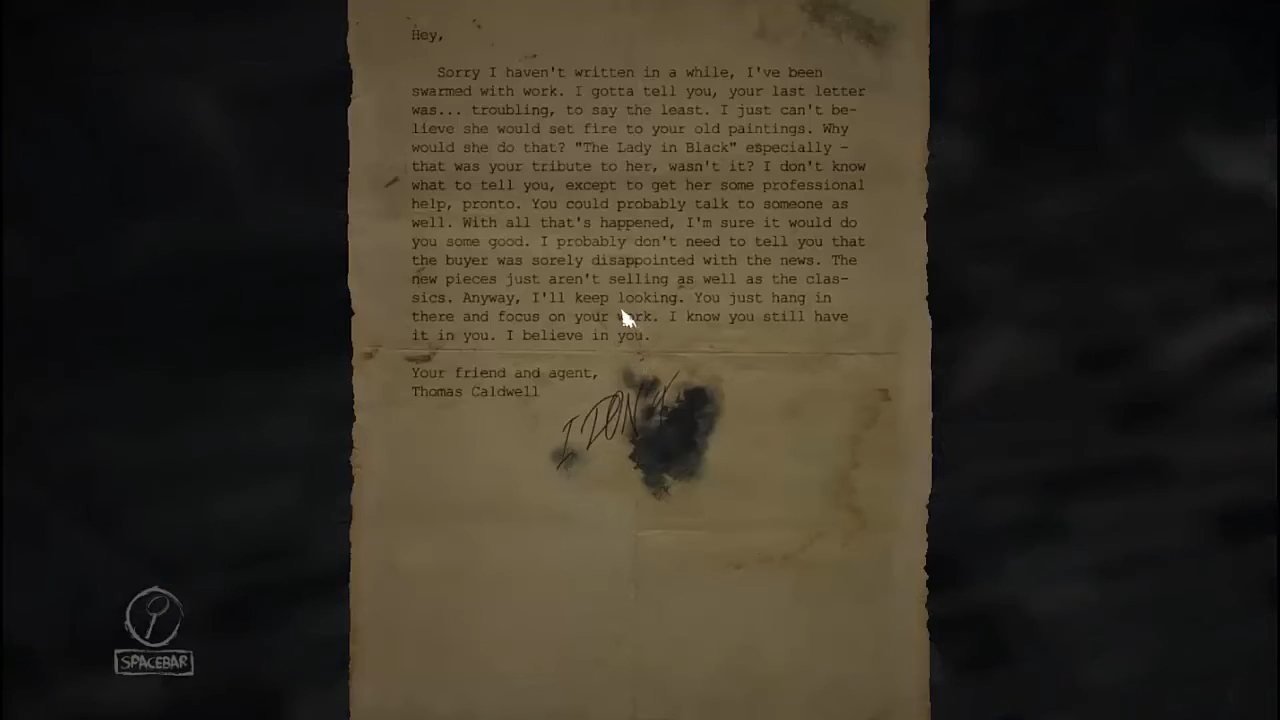 Hey,
Sorry I haven't written in a while, I've been
swarmed with work. I gotta tell you, your last letter
was... troubling, to say the least. I just can't be-
lieve she would set fire to your old paintings. Why
would she do that? "The Lady in Black" especially -
that was your tribute to her, wasn't it? I don't know
what to tell you, except to get her some professional
help, pronto. You could probably talk to someone as
well. With all that's happened, I'm sure it would do
you some good. I probably don't need to tell you that
the buyer was sorely disappointed with the news. The
new pieces just aren't selling as well as the clas-
sics. Anyway, I'll keep looking. You just hang in
there and focus on your work. I know you still have
it in you. I believe in you.
Your friend and agent,
Thomas Caldwell
I DON'T
SPACEBAR